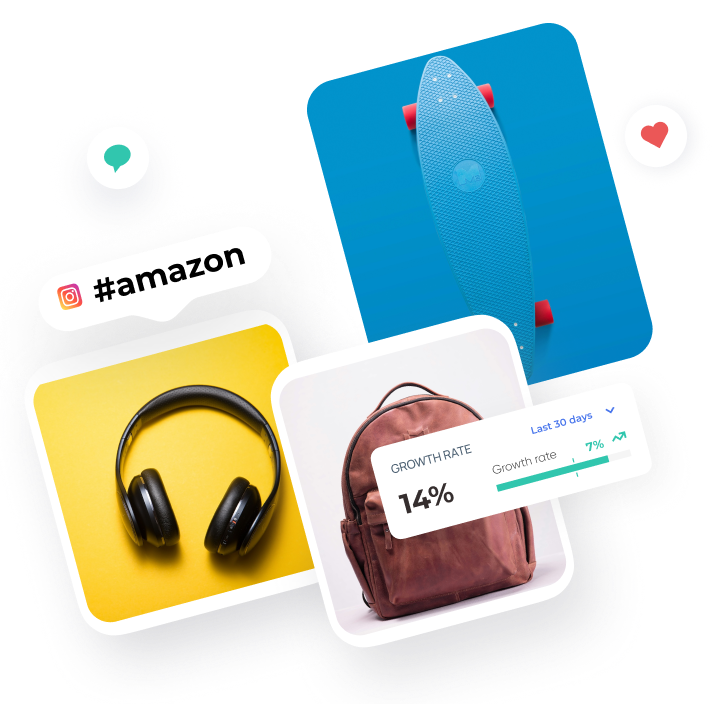 #amazon
Last 30 days
GROWTH RATE
14%
Growth rate
7%